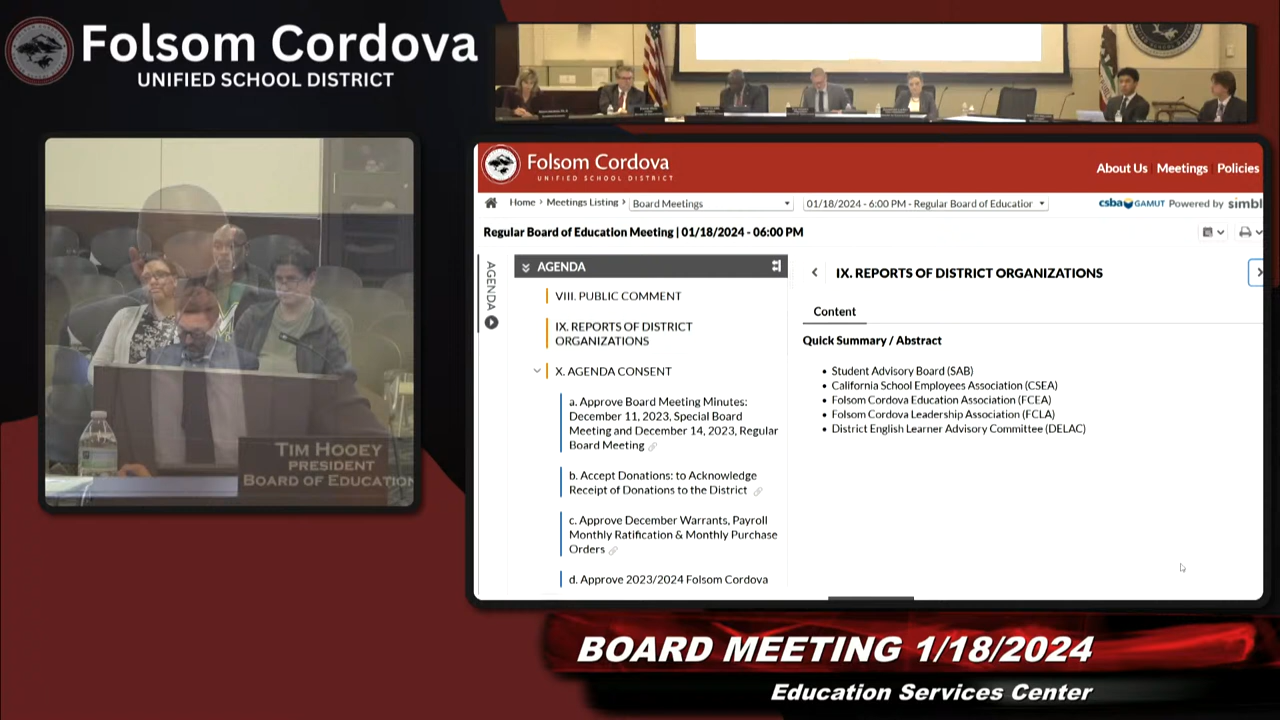 Folsom Cordova
UNIFIED SCHOOL DISTRICT
TIM HOOEY
PRESIDENT
BOARD OF EDUCATION
Folsom Cordova
UNIFIED SCHOOL DISTRICT
About Us Meetings Policies
Home > Meetings Listing > Board Meetings 01/18/2024 - 6:00 PM - Regular Board of Educatior
csba GAMUT Powered by simbl
Regular Board of Education Meeting | 01/18/2024 - 06:00 PM
AGENDA
AGENDA
VIII. PUBLIC COMMENT
IX. REPORTS OF DISTRICT
ORGANIZATIONS
X. AGENDA CONSENT
a. Approve Board Meeting Minutes:
December 11, 2023, Special Board
Meeting and December 14, 2023, Regular
Board Meeting
b. Accept Donations: to Acknowledge
Receipt of Donations to the District
c. Approve December Warrants, Payroll
Monthly Ratification & Monthly Purchase
Orders
d. Approve 2023/2024 Folsom Cordova
IX. REPORTS OF DISTRICT ORGANIZATIONS
Content
Quick Summary / Abstract
• Student Advisory Board (SAB)
• California School Employees Association (CSEA)
• Folsom Cordova Education Association (FCEA)
• Folsom Cordova Leadership Association (FCLA)
• District English Learner Advisory Committee (DELAC)
BOARD MEETING 1/18/2024
Education Services Center